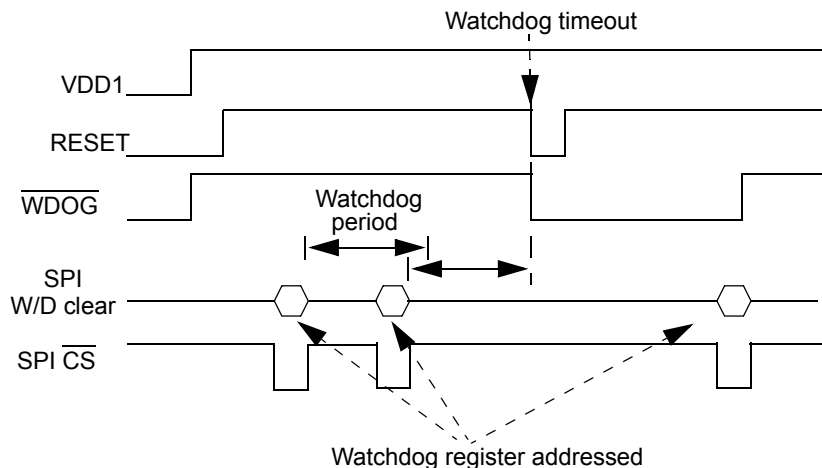 Watchdog timeout
VDD1
RESET
WDOG
Watchdog
period
SPI
W/D clear
SPI CS
Watchdog register addressed